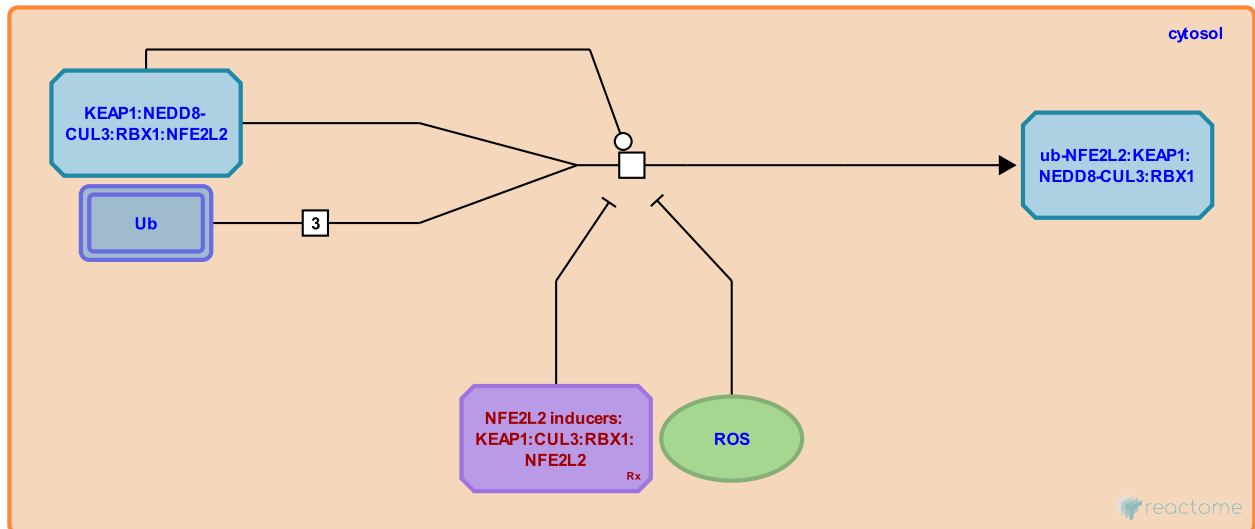 cytosol
KEAP1:NEDD8-
CUL3:RBX1:NFE2L2
ub-NFE2L2:KEAP1:
NEDD8-CUL3:RBX1
Ub
3
NFE2L2 inducers:
KEAP1:CUL3:RBX1:
NFE2L2
Rx
ROS
reactome